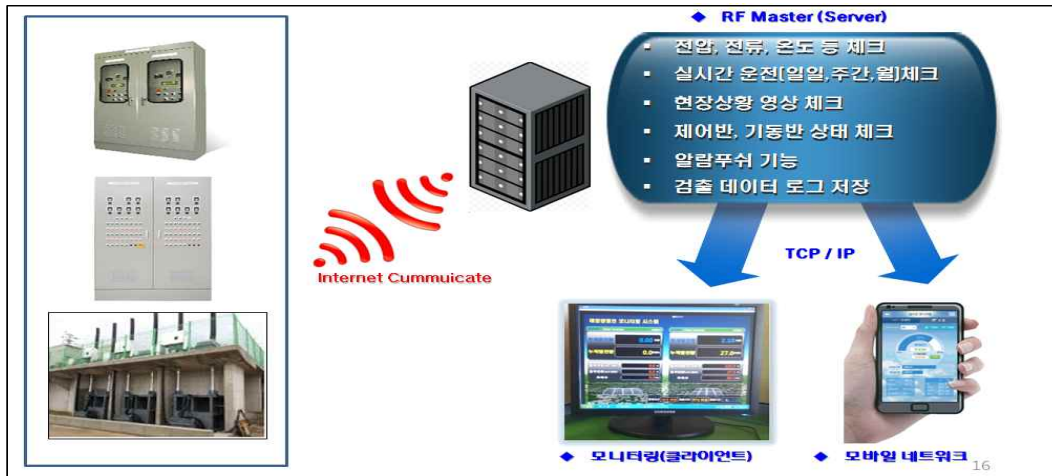 RF Master (Server)
전압, 전류, 온도 등 체크
실시간 운전[일일,주간,월]체크
현장상황 영상 체크
제어반, 기동반 상태 체크
알람푸쉬 기능
검출 데이터 로그 저장
Internet Cummuicate
TCP / IP
모니터링(클라이언트)
모바일 네트워크
16